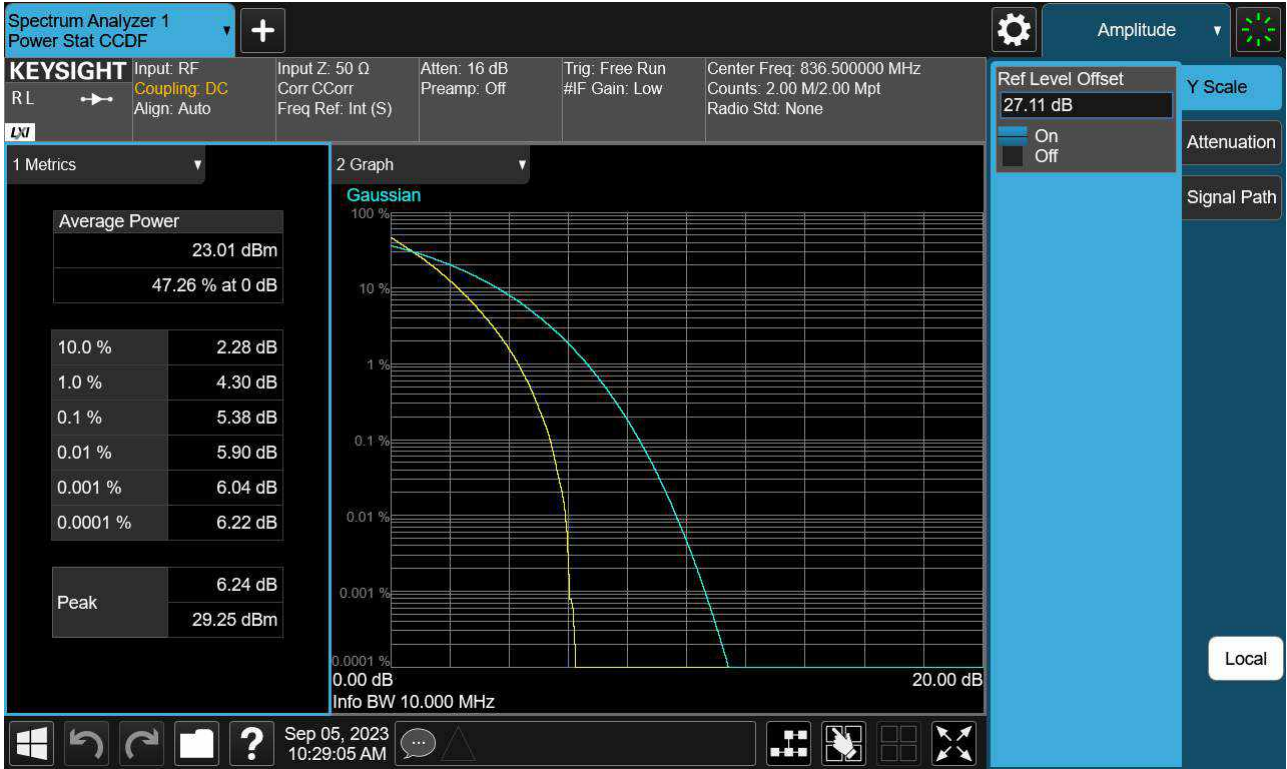 Spectrum Analyzer 1
Power Stat CCDF
Amplitude
KEYSIGHT
R L
LXI
Input: RF
Coupling: DC
Align: Auto
Input Z: 50 Ω
Corr CCorr
Freq Ref: Int (S)
Atten: 16 dB
Preamp: Off
Trig: Free Run
#IF Gain: Low
Center Freq: 836.500000 MHz
Counts: 2.00 M/2.00 Mpt
Radio Std: None
Ref Level Offset
27.11 dB
On
Off
Y Scale
Attenuation
Signal Path
Local
1 Metrics
Average Power
23.01 dBm
47.26 % at 0 dB
10.0 % 2.28 dB
1.0 % 4.30 dB
0.1 % 5.38 dB
0.01 % 5.90 dB
0.001 % 6.04 dB
0.0001 % 6.22 dB
Peak 6.24 dB
29.25 dBm
2 Graph
Gaussian
100 %
10 %
1 %
0.1 %
0.01 %
0.001 %
0.0001 %
0.00 dB 20.00 dB
Info BW 10.000 MHz
?
Sep 05, 2023
10:29:05 AM